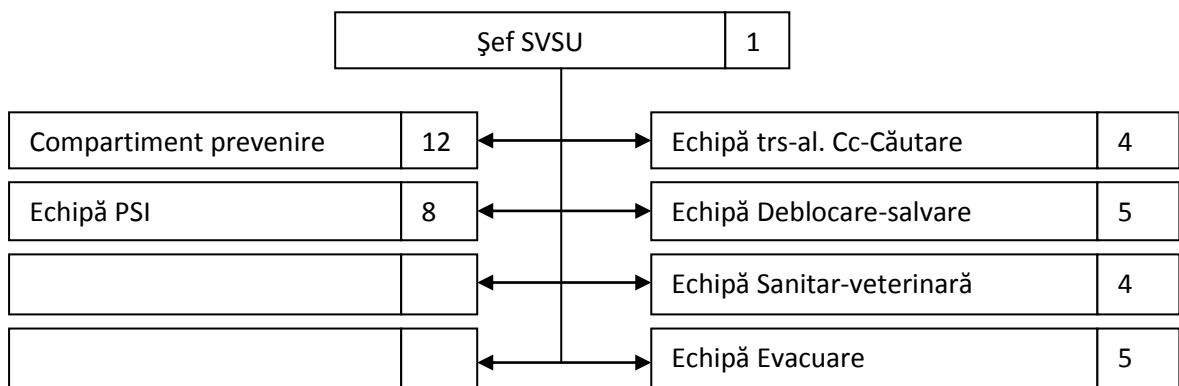 Şef SVSU 1
Compartiment prevenire 12 Echipă trs-al. Cc-Căutare 4
Echipă PSI 8 Echipă Deblocare-salvare 5
Echipă Sanitar-veterinară 4
Echipă Evacuare 5